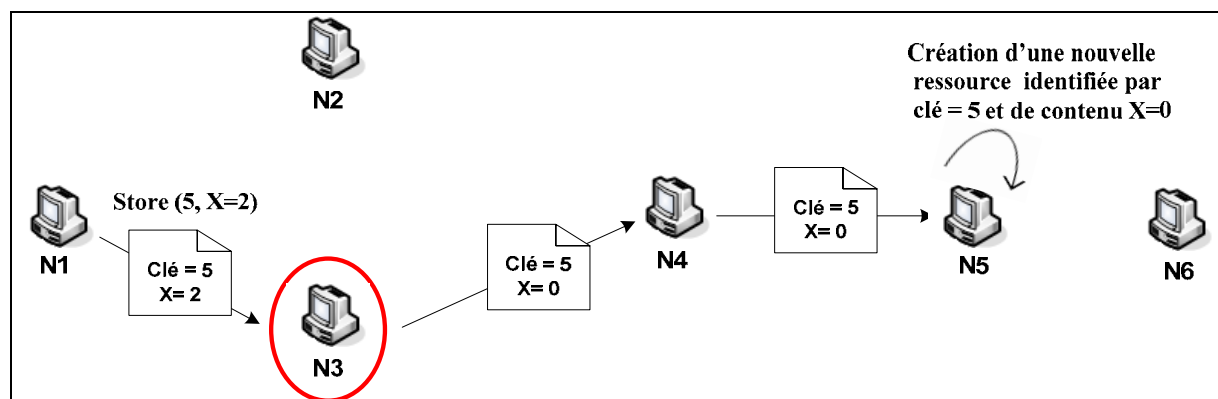 N2
Création d'une nouvelle
ressource identifiée par
clé = 5 et de contenu X=0
Store (5, X=2)
N1
Clé = 5
X= 2
N3
Clé = 5
X= 0
N4
Clé = 5
X= 0
N5
N6